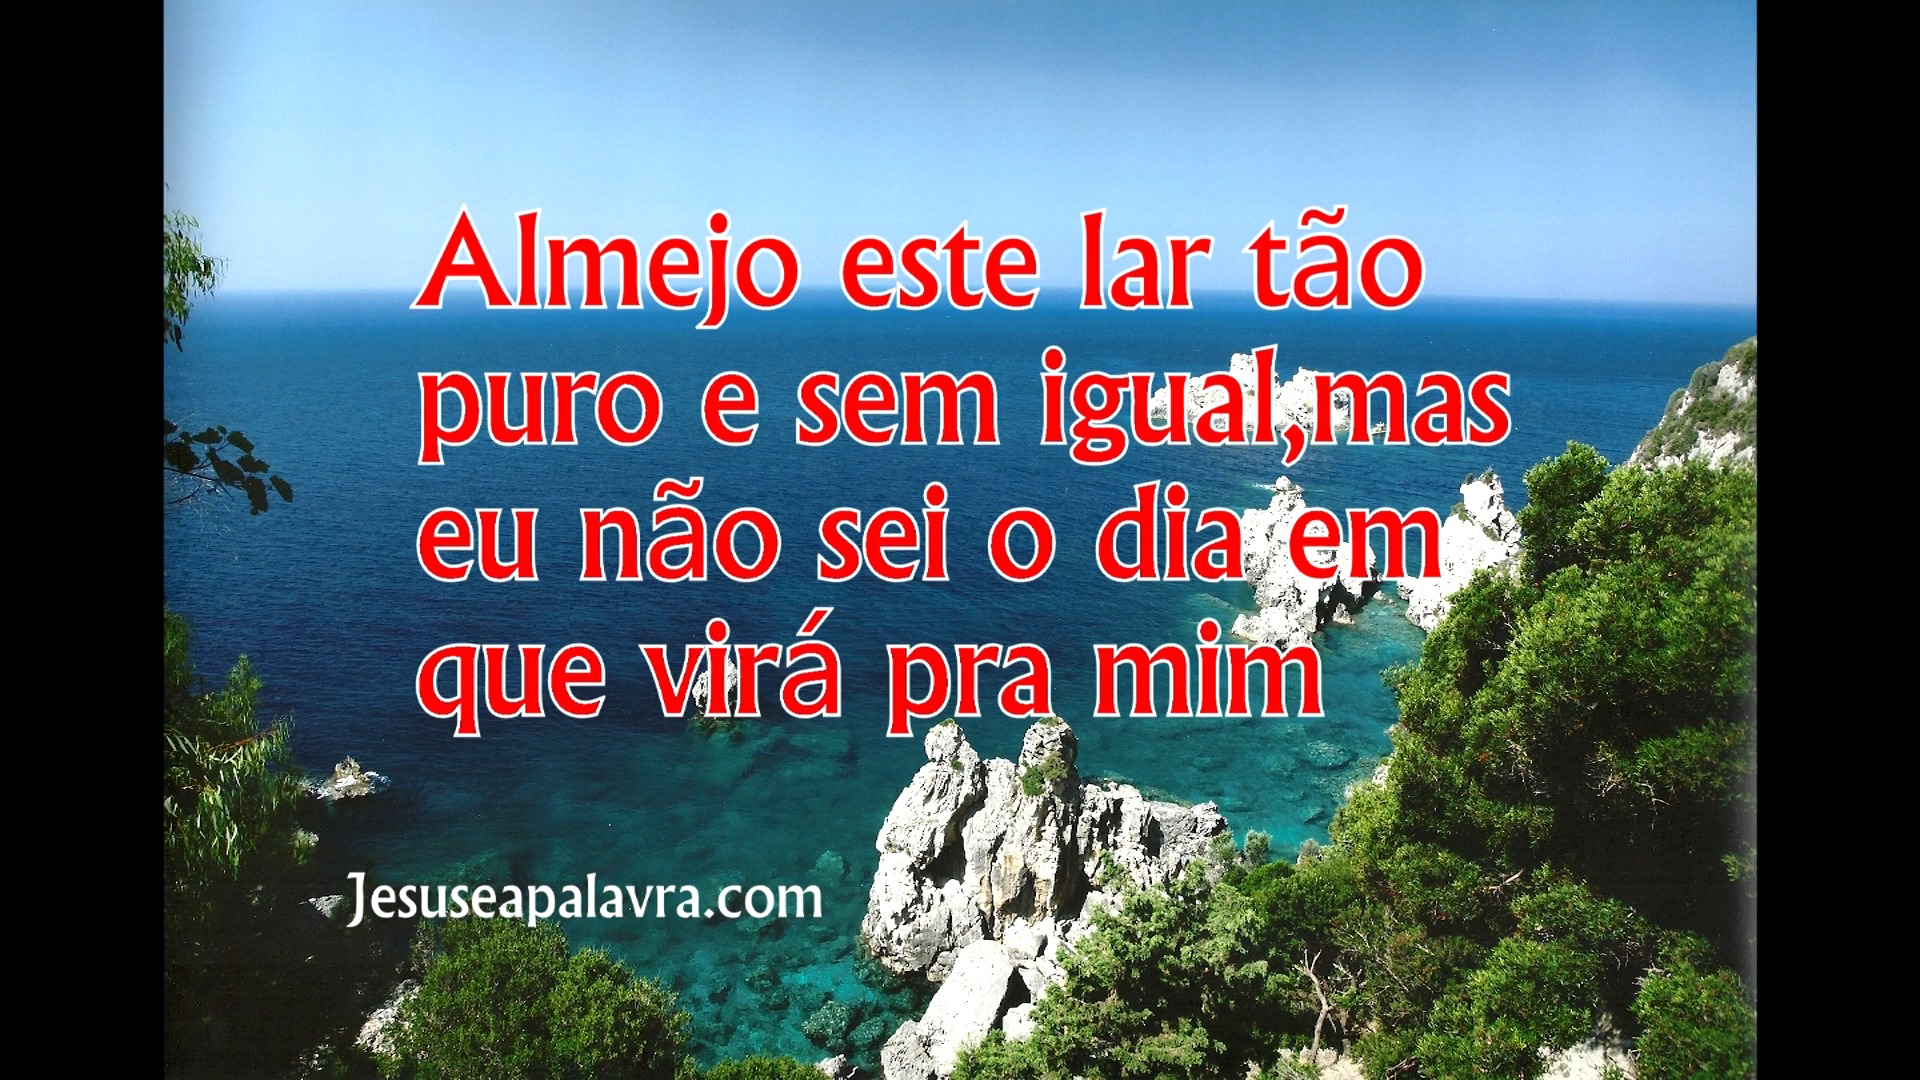 Almejo este lar tão
puro e sem igual,mas
eu não sei o dia em
que virá pra mim
Jesuseapalavra.com